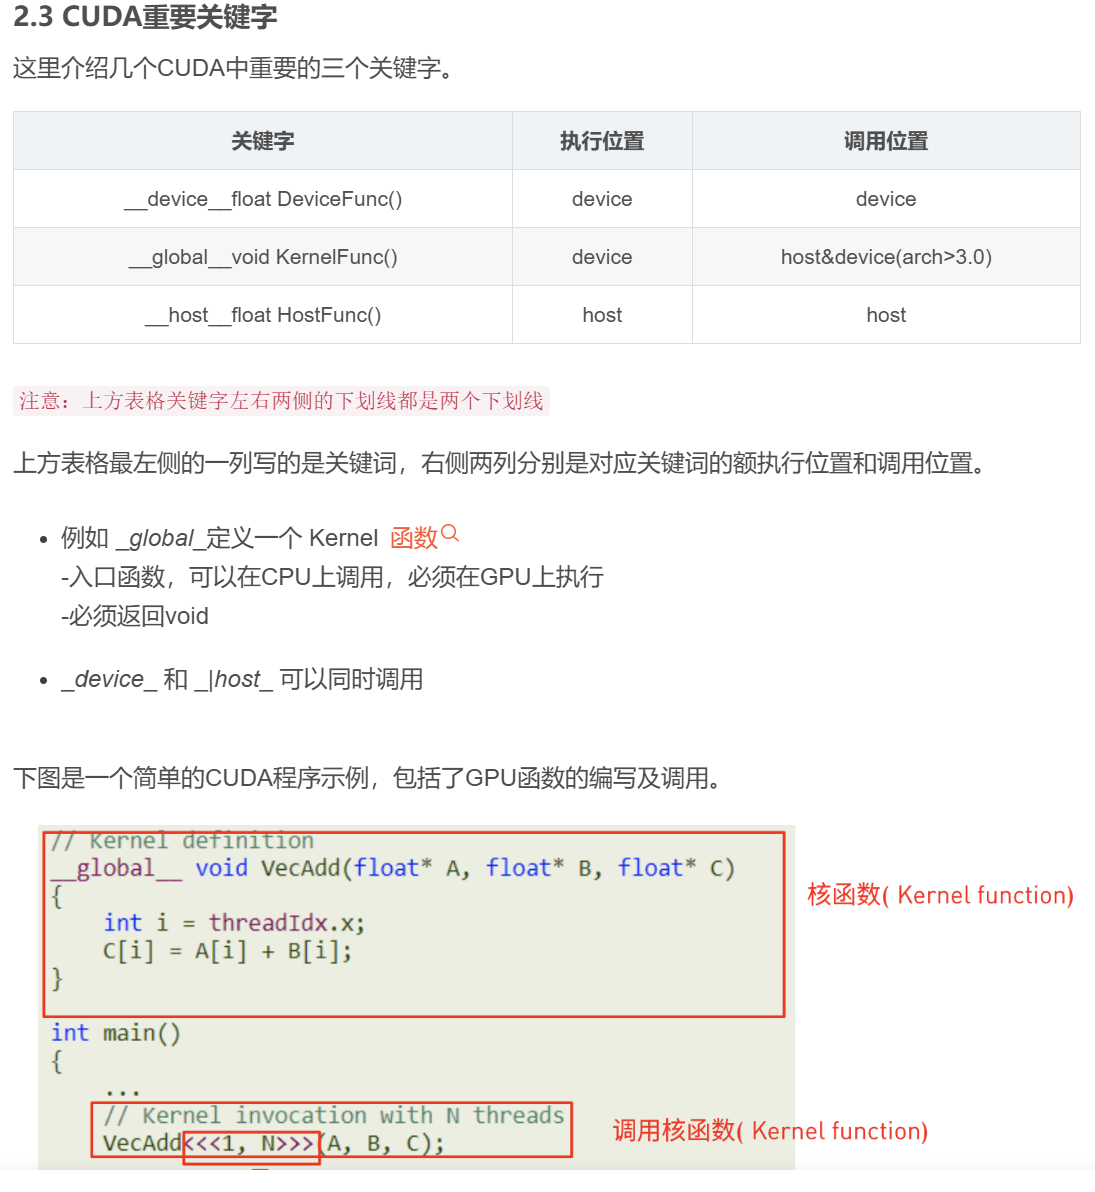 2.3 CUDA重要关键字
这里介绍几个CUDA中重要的三个关键字。
关键字 执行位置 调用位置
__device__float DeviceFunc() device device
__global__void KernelFunc() device host&device(arch>3.0)
__host__float HostFunc() host host
注意：上方表格关键字左右两侧的下划线都是两个下划线
上方表格最左侧的一列写的是关键词，右侧两列分别是对应关键词的额执行位置和调用位置。
• 例如 _global_定义一个 Kernel 函数
-入口函数，可以在CPU上调用，必须在GPU上执行
-必须返回void
• _device_ 和 _|host_ 可以同时调用
下图是一个简单的CUDA程序示例，包括了GPU函数的编写及调用。
// Kernel definition
__global__ void VecAdd(float* A, float* B, float* C)
{
核函数( Kernel function)
int i = threadIdx.x;
C[i] = A[i] + B[i];
}
int main()
{
...
// Kernel invocation with N threads
调用核函数( Kernel function)
VecAdd<<<1, N>>>(A, B, C);